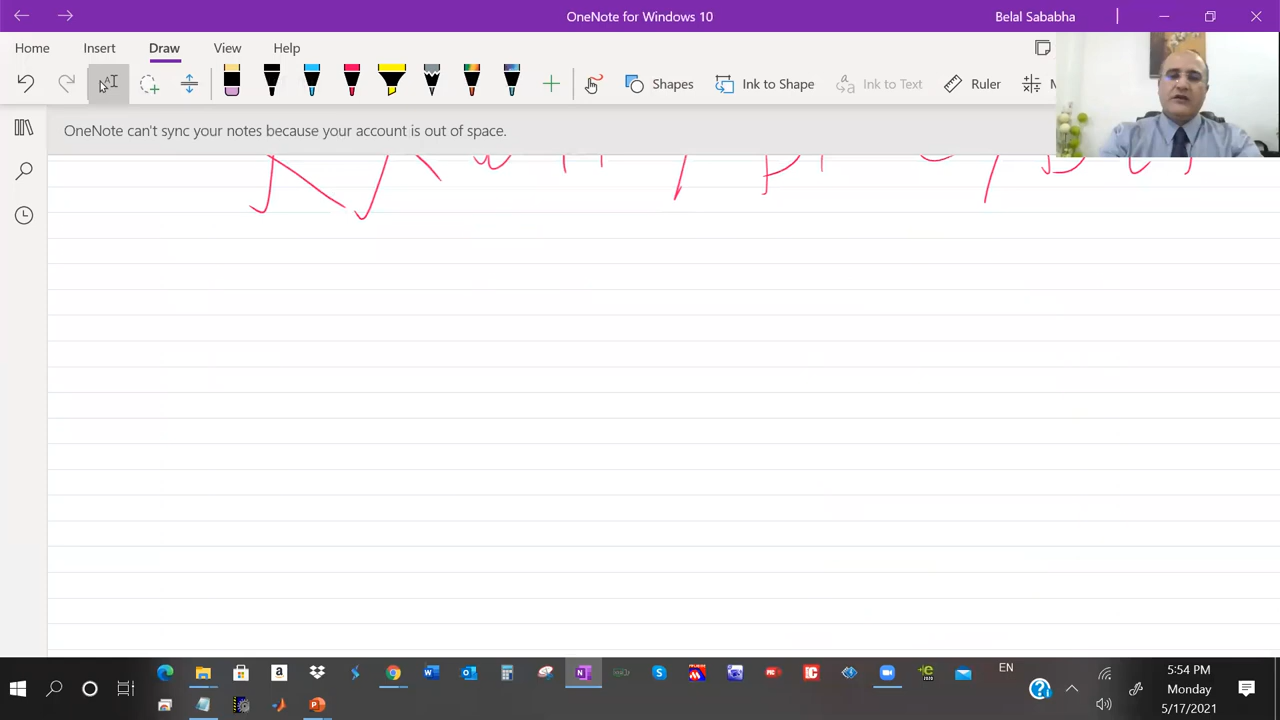 OneNote for Windows 10
Belal Sababha
Home Insert Draw View Help
Shapes Ink to Shape Ink to Text Ruler M
OneNote can't sync your notes because your account is out of space.
EN
5:54 PM
Monday
5/17/2021